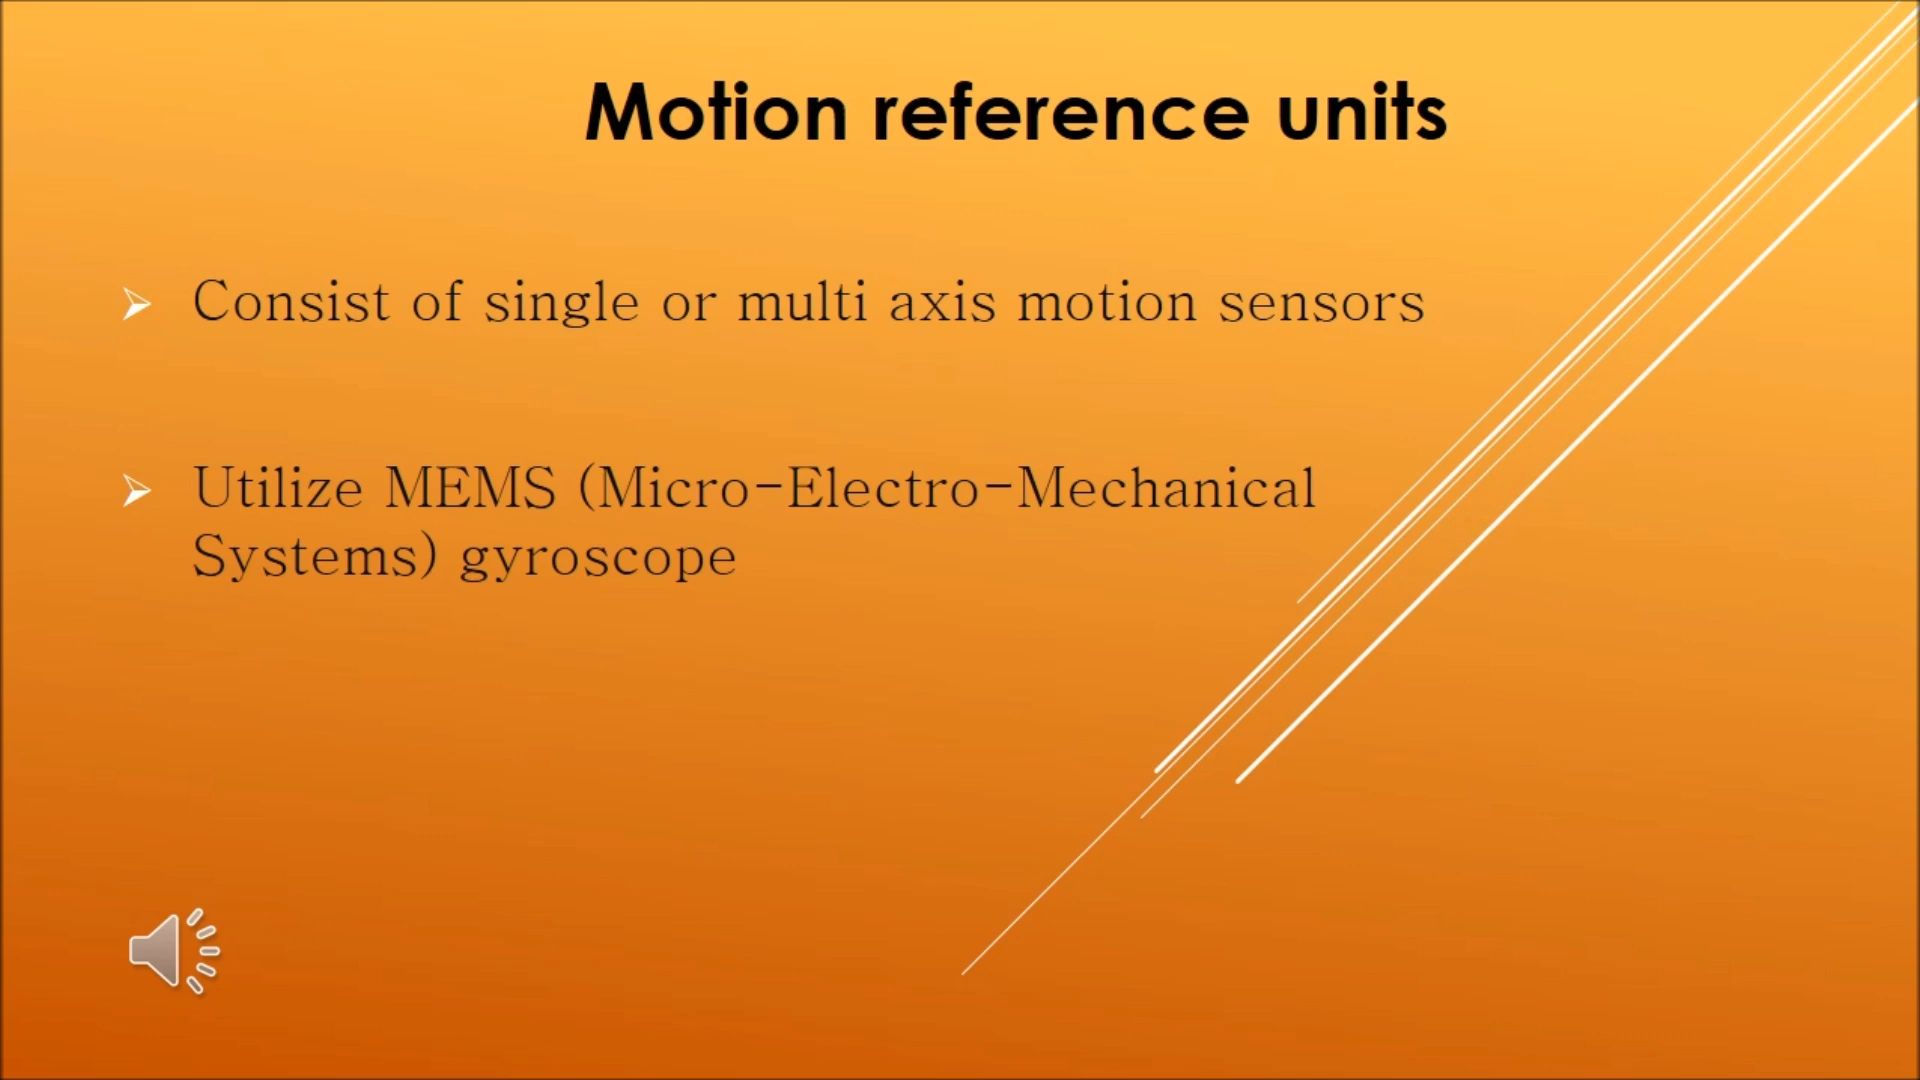 Motion reference units
Consist of single or multi axis motion sensors
Utilize MEMS (Micro-Electro-Mechanical
Systems) gyroscope